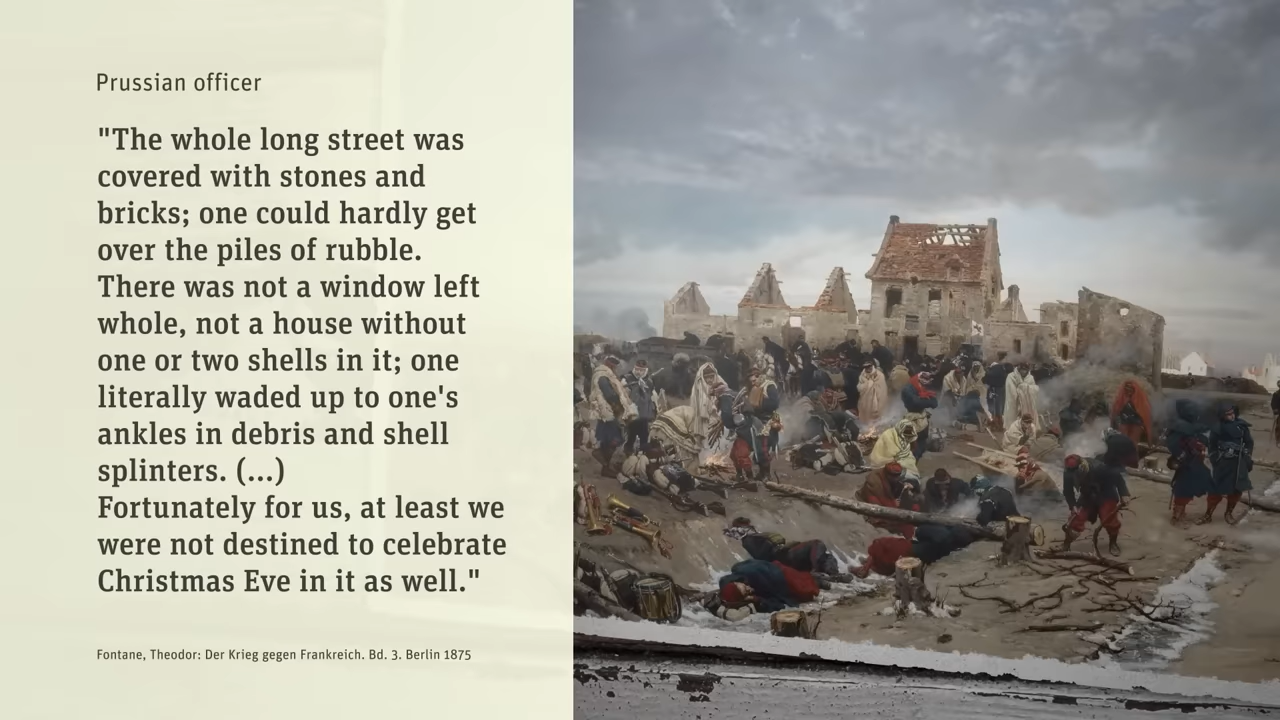 Prussian officer
"The whole long street was
covered with stones and
bricks; one could hardly get
over the piles of rubble.
There was not a window left
whole, not a house without
one or two shells in it; one
literally waded up to one's
ankles in debris and shell
splinters. (...)
Fortunately for us, at least we
were not destined to celebrate
Christmas Eve in it as well."
Fontane, Theodor: Der Krieg gegen Frankreich. Bd. 3. Berlin 1875